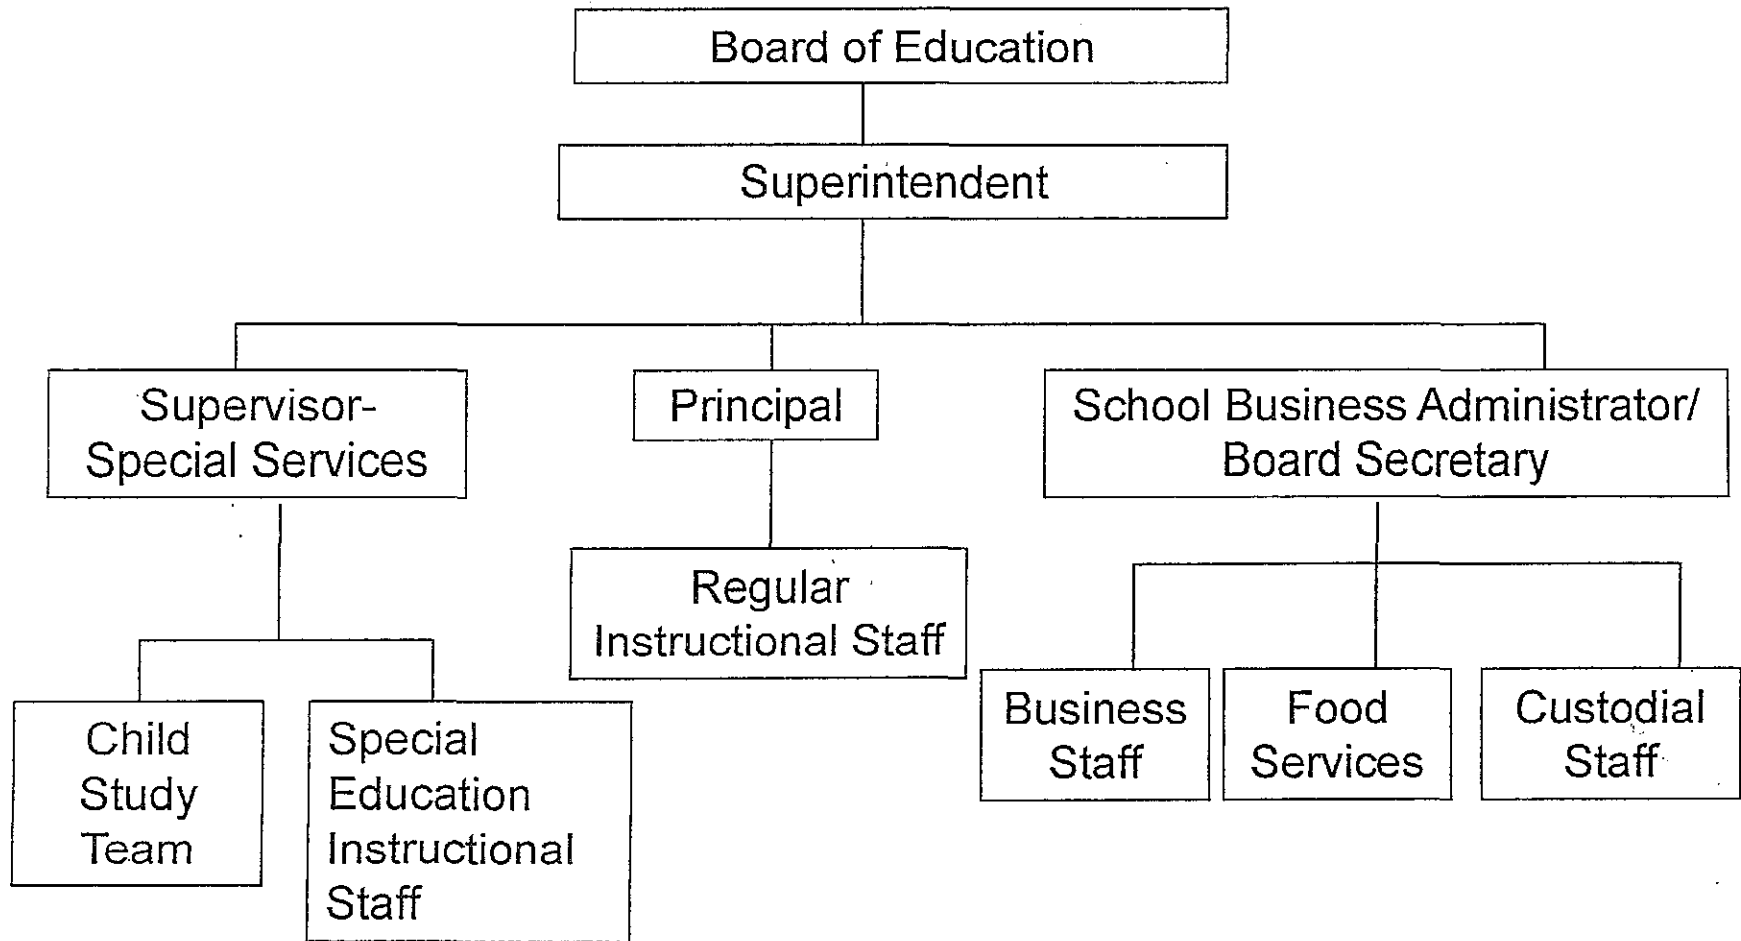 Board of Education
Superintendent
Supervisor-
Special Services
Principal
School Business Administrator/
Board Secretary
Regular
Instructional Staff
Child
Study
Team
Special
Education
Instructional
Staff
Business
Staff
Food
Services
Custodial
Staff